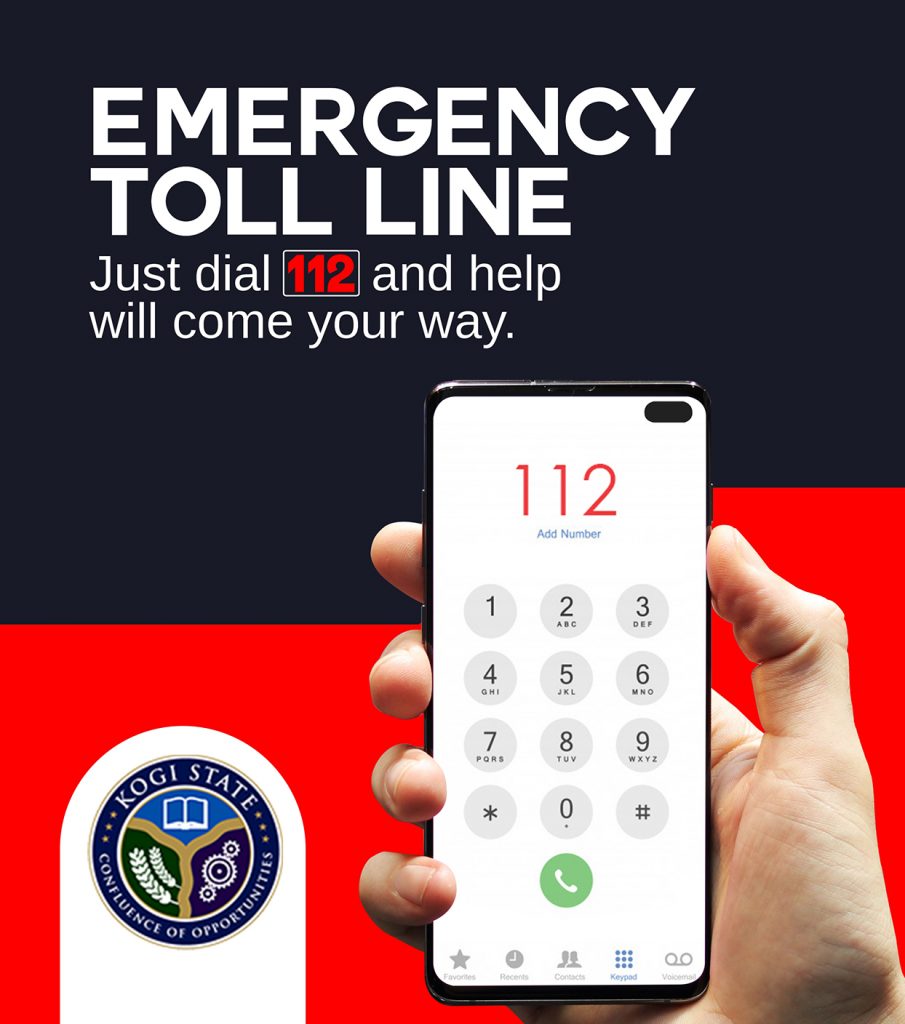 EMERGENCY
TOLL LINE
Just dial 112 and help
will come your way.
112
Add Number
1 2 3
ABC DEF
4 5 6
GHI JKL MNO
7 8 9
PQRS TUV WXYZ
* 0 #
Favorites Recents Contacts Keypad Voicemail
KOGI STATE
CONFLUENCE OF OPPORTUNITIES